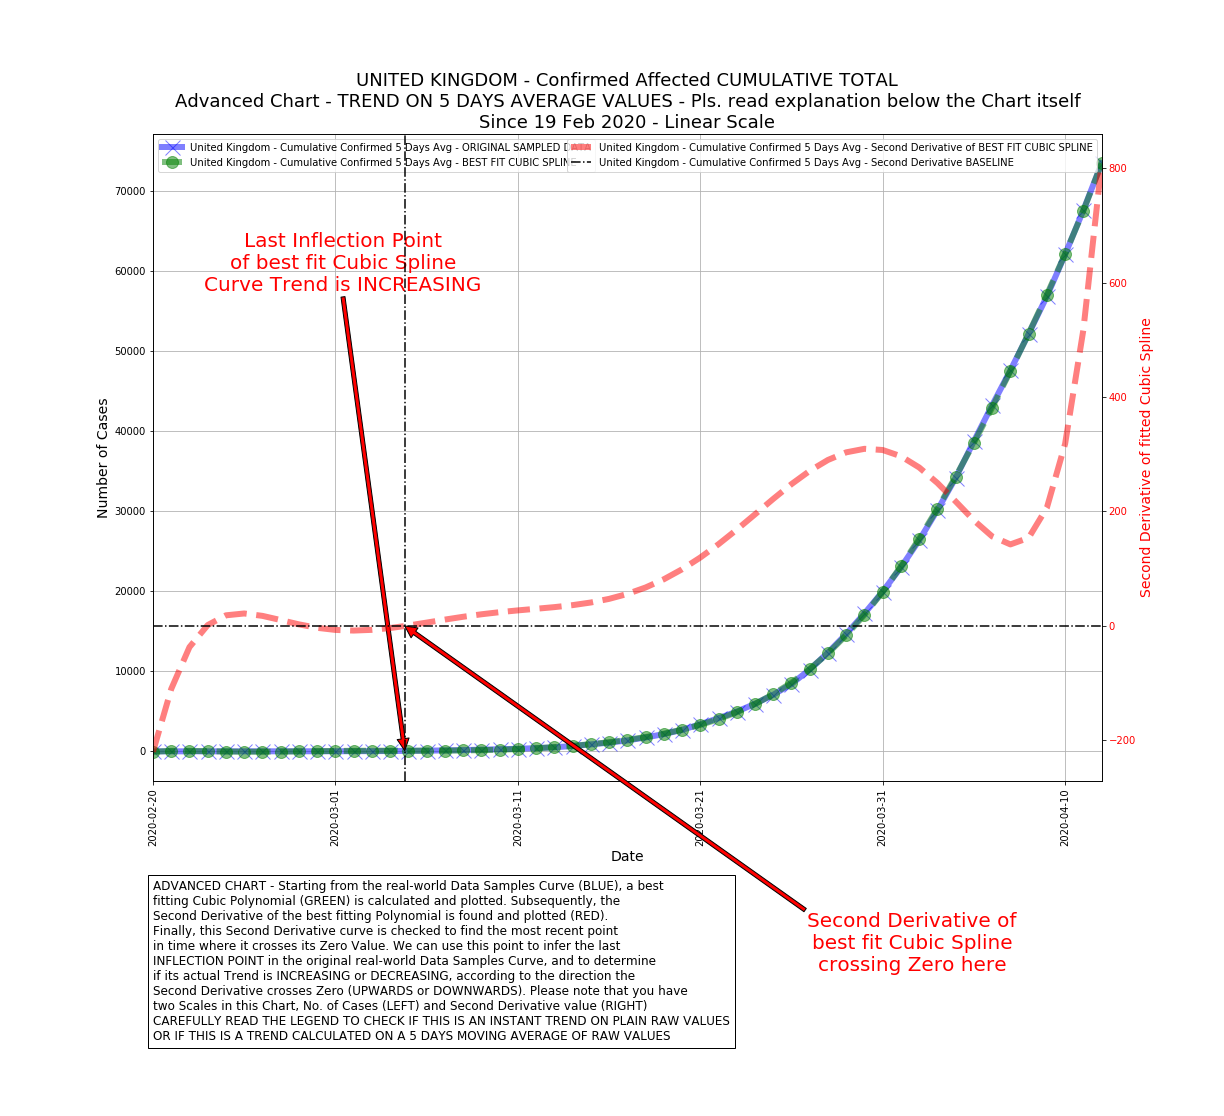 UNITED KINGDOM - Confirmed Affected CUMULATIVE TOTAL
Advanced Chart - TREND ON 5 DAYS AVERAGE VALUES - Pls. read explanation below the Chart itself
Since 19 Feb 2020 - Linear Scale
United Kingdom - Cumulative Confirmed 5 Days Avg - ORIGINAL SAMPLED
United Kingdom - Cumulative Confirmed 5 Days Avg - BEST FIT CUBIC SPLINE
United Kingdom - Cumulative Confirmed 5 Days Avg - Second Derivative of BEST FIT CUBIC SPLINE
United Kingdom - Cumulative Confirmed 5 Days Avg - Second Derivative BASELINE
Last Inflection Point
of best fit Cubic Spline
Curve Trend is INCREASING
Number of Cases
70000
60000
50000
40000
30000
20000
10000
0
800
600
400
200
0
−200
Second Derivative of fitted Cubic Spline
2020-02-20
2020-03-01
2020-03-11
2020-03-21
2020-03-31
2020-04-10
Date
Second Derivative of
best fit Cubic Spline
crossing Zero here
ADVANCED CHART - Starting from the real-world Data Samples Curve (BLUE), a best
fitting Cubic Polynomial (GREEN) is calculated and plotted. Subsequently, the
Second Derivative of the best fitting Polynomial is found and plotted (RED).
Finally, this Second Derivative curve is checked to find the most recent point
in time where it crosses its Zero Value. We can use this point to infer the last
INFLECTION POINT in the original real-world Data Samples Curve, and to determine
if its actual Trend is INCREASING or DECREASING, according to the direction the
Second Derivative crosses Zero (UPWARDS or DOWNWARDS). Please note that you have
two Scales in this Chart, No. of Cases (LEFT) and Second Derivative value (RIGHT)
CAREFULLY READ THE LEGEND TO CHECK IF THIS IS AN INSTANT TREND ON PLAIN RAW VALUES
OR IF THIS IS A TREND CALCULATED ON A 5 DAYS MOVING AVERAGE OF RAW VALUES